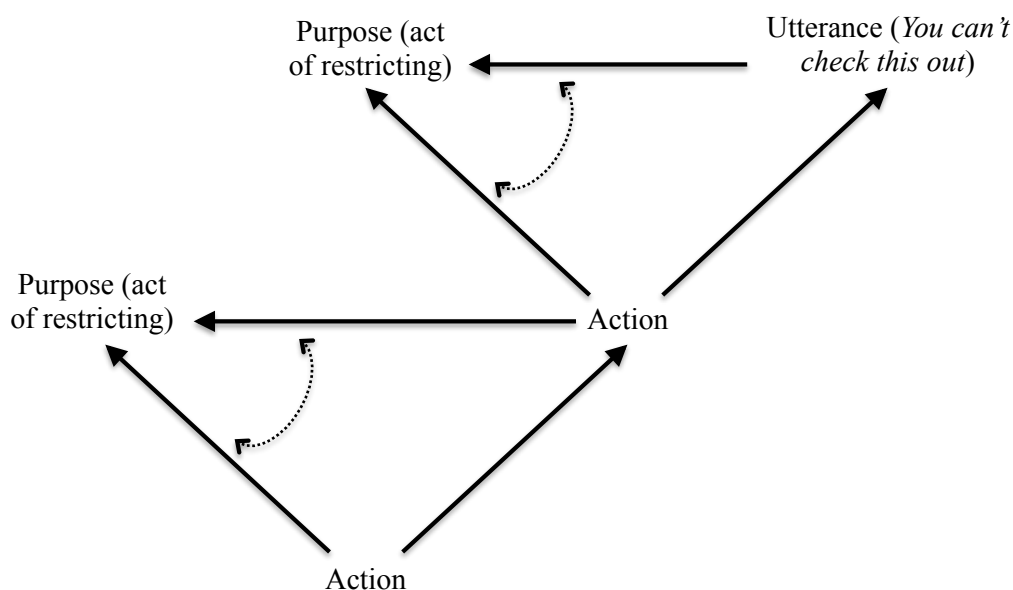 Purpose (act
of restricting)
Utterance (You can’t
check this out)
Purpose (act
of restricting)
Action
Action